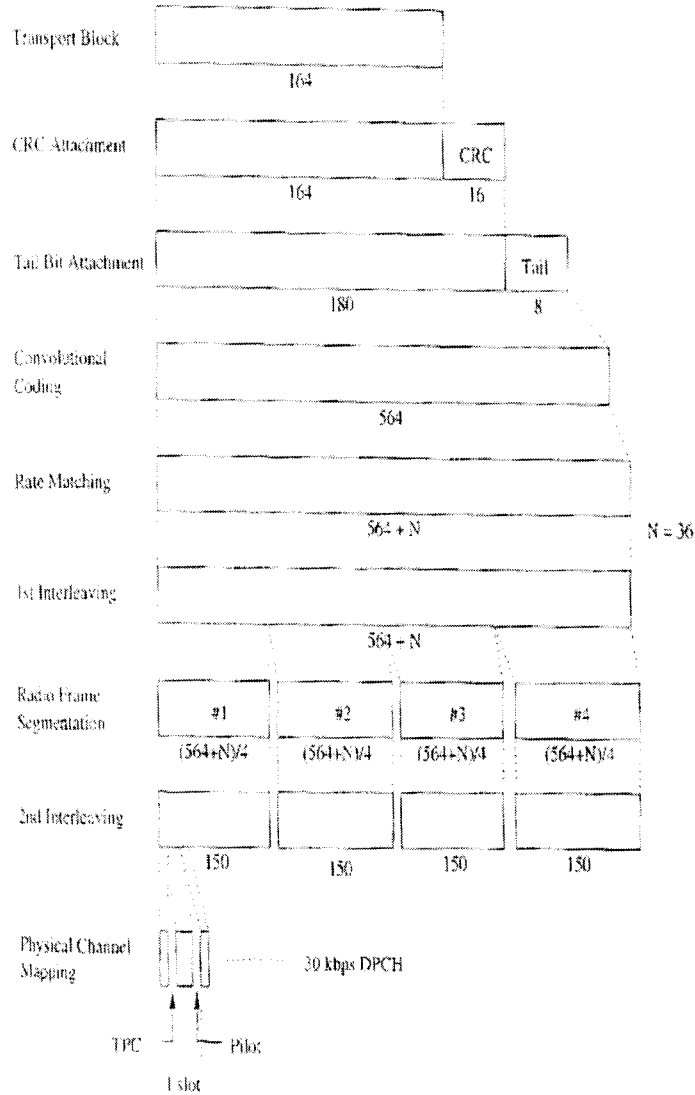 Transport Block
164
CRC Attachment
CRC
164
16
Tail Bit Attachment
Tail
180
8
Convolutional
Coding
564
Rate Matching
564 + N
N = 36
1st Interleaving
564 + N
Radio Frame
Segmentation
#1
#2
#3
#4
(564+N)/4
(564+N)/4
(564+N)/4
(564+N)/4
2nd Interleaving
150
150
150
150
Physical Channel
Mapping
30 kbps DPCH
TPC
Pilot
1 slot